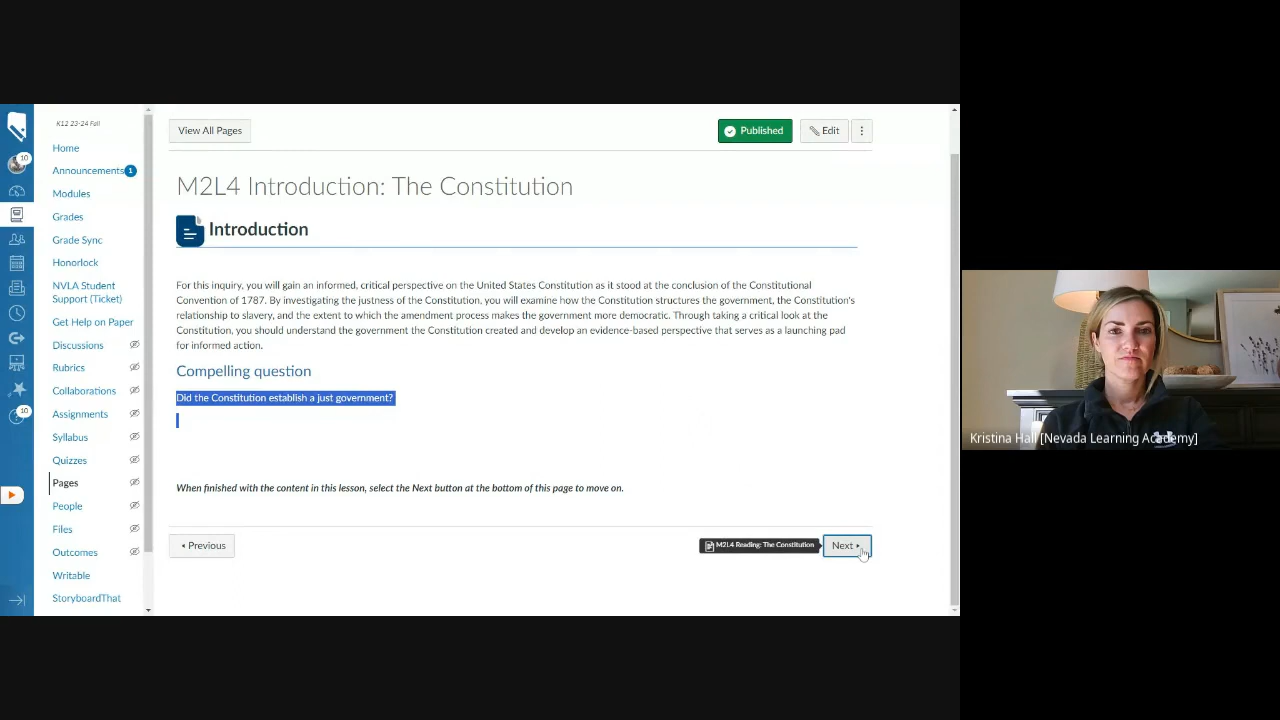 K12 23-24 Fall
10
Home
Announcements 1
Modules
Grades
Grade Sync
Honorlock
NVLA Student
Support (Ticket)
Get Help on Paper
Discussions
Rubrics
Collaborations
Assignments
Syllabus
Quizzes
Pages
People
Files
Outcomes
Writable
StoryboardThat
10
View All Pages
Published
Edit
M2L4 Introduction: The Constitution
Introduction
For this inquiry, you will gain an informed, critical perspective on the United States Constitution as it stood at the conclusion of the Constitutional
Convention of 1787. By investigating the justness of the Constitution, you will examine how the Constitution structures the government, the Constitution's
relationship to slavery, and the extent to which the amendment process makes the government more democratic. Through taking a critical look at the
Constitution, you should understand the government the Constitution created and develop an evidence-based perspective that serves as a launching pad
for informed action.
Compelling question
Did the Constitution establish a just government?
When finished with the content in this lesson, select the Next button at the bottom of this page to move on.
Previous
M2L4 Reading: The Constitution
Next
Kristina Hall [Nevada Learning Academy]